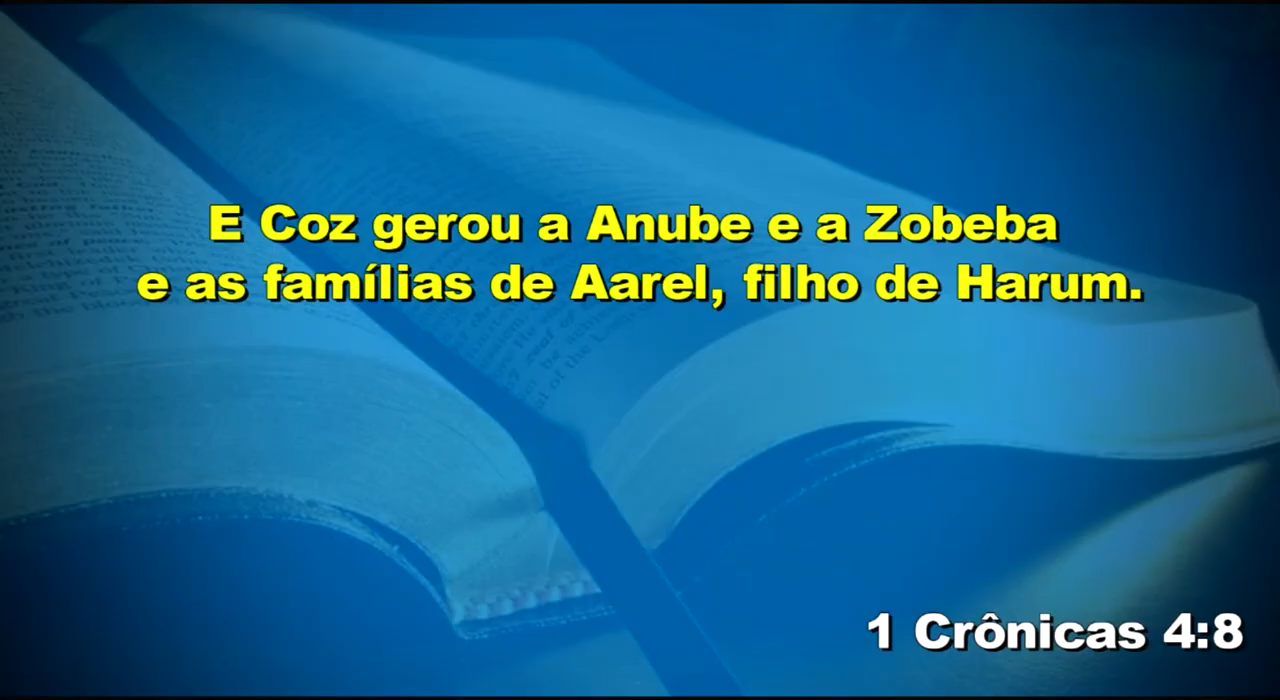 E Coz gerou a Anube e a Zobeba
e as famílias de Aarel, filho de Harum.
1 Crônicas 4:8